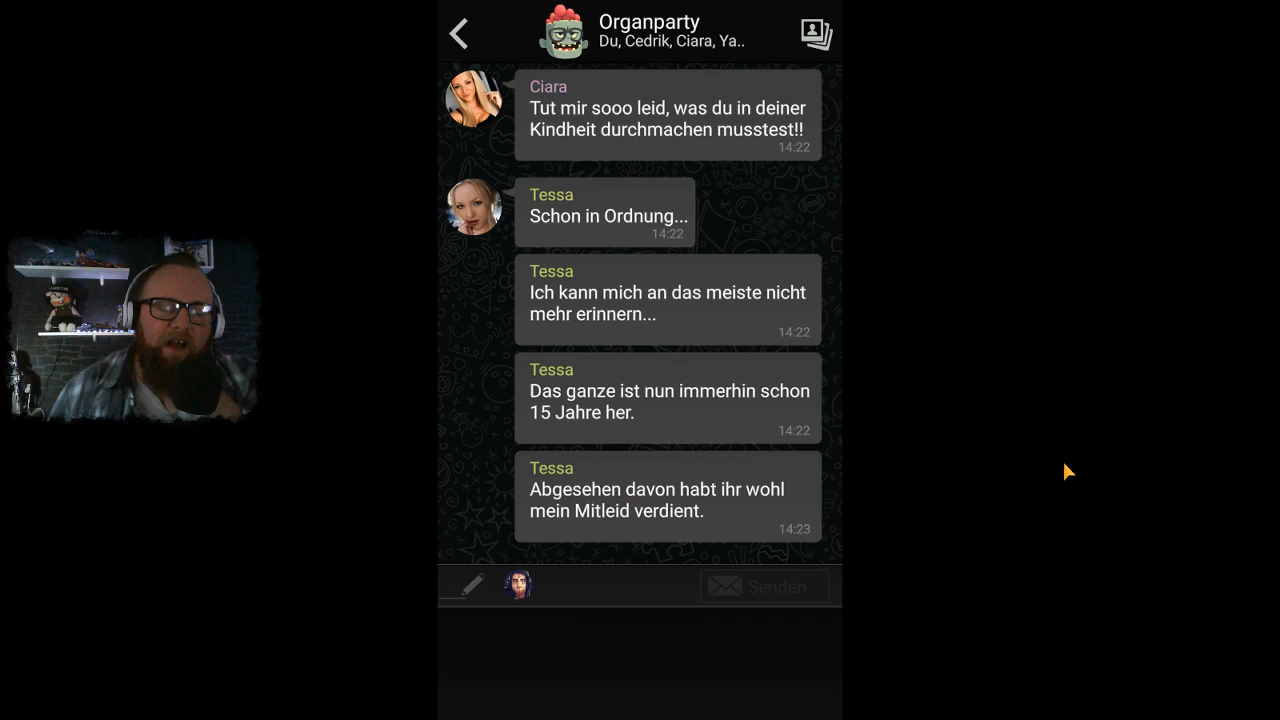 Organparty
Du, Cedrik, Ciara, Ya..
Ciara
Tut mir sooo leid, was du in deiner
Kindheit durchmachen musstest!!
14:22
Tessa
Schon in Ordnung...
14:22
Tessa
Ich kann mich an das meiste nicht
mehr erinnern...
14:22
Tessa
Das ganze ist nun immerhin schon
15 Jahre her.
14:22
Tessa
Abgesehen davon habt ihr wohl
mein Mitleid verdient.
14:23
Senden